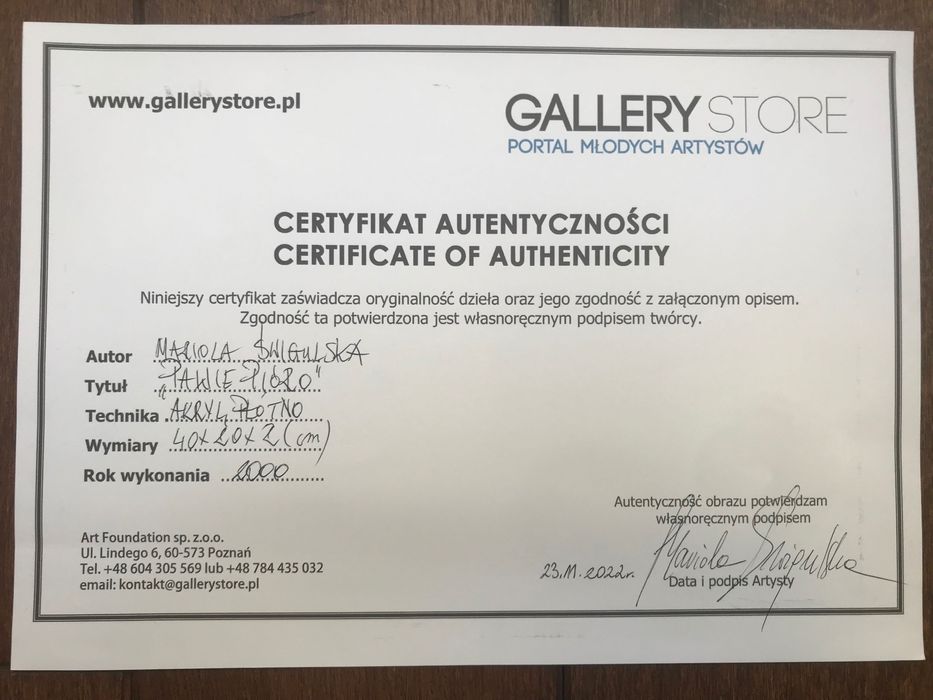 www.gallerystore.pl
GALLERY STORE
PORTAL MŁODYCH ARTYSTÓW
CERTYFIKAT AUTENTYCZNOŚCI
CERTIFICATE OF AUTHENTICITY
Niniejszy certyfikat zaświadcza oryginalność dzieła oraz jego zgodność z załączonym opisem.
Zgodność ta potwierdzona jest własnoręcznym podpisem twórcy.
Autor MARIOLA ŚWIGULSKA
Tytuł „PAWIE PIÓRO"
Technika AKRYL, PŁÓTNO
Wymiary 40x20x2 (cm)
Rok wykonania 2000
Autentyczność obrazu potwierdzam
własnoręcznym podpisem
Mariola Świgulska
23.11.2022r.
Data i podpis Artysty
Art Foundation sp. z.o.o.
Ul. Lindego 6, 60-573 Poznań
Tel. +48 604 305 569 lub +48 784 435 032
email: kontakt@gallerystore.pl